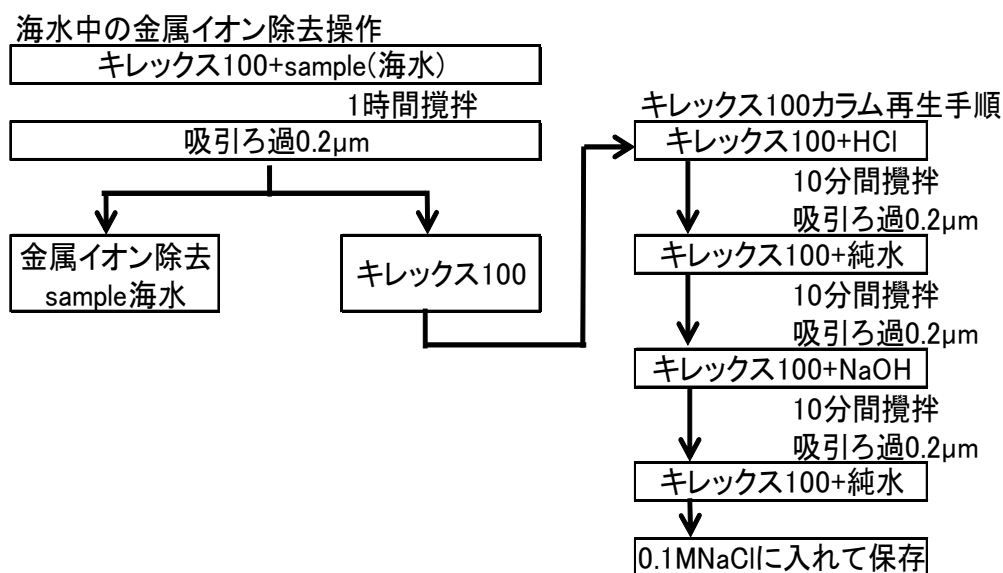 海水中の金属イオン除去操作
キレックス100+sample(海水)
1時間攪拌
吸引ろ過0.2μm
金属イオン除去
sample海水
キレックス100
キレックス100カラム再生手順
キレックス100+HCl
10分間攪拌
吸引ろ過0.2μm
キレックス100+純水
10分間攪拌
吸引ろ過0.2μm
キレックス100+NaOH
10分間攪拌
吸引ろ過0.2μm
キレックス100+純水
0.1MNaClに入れて保存